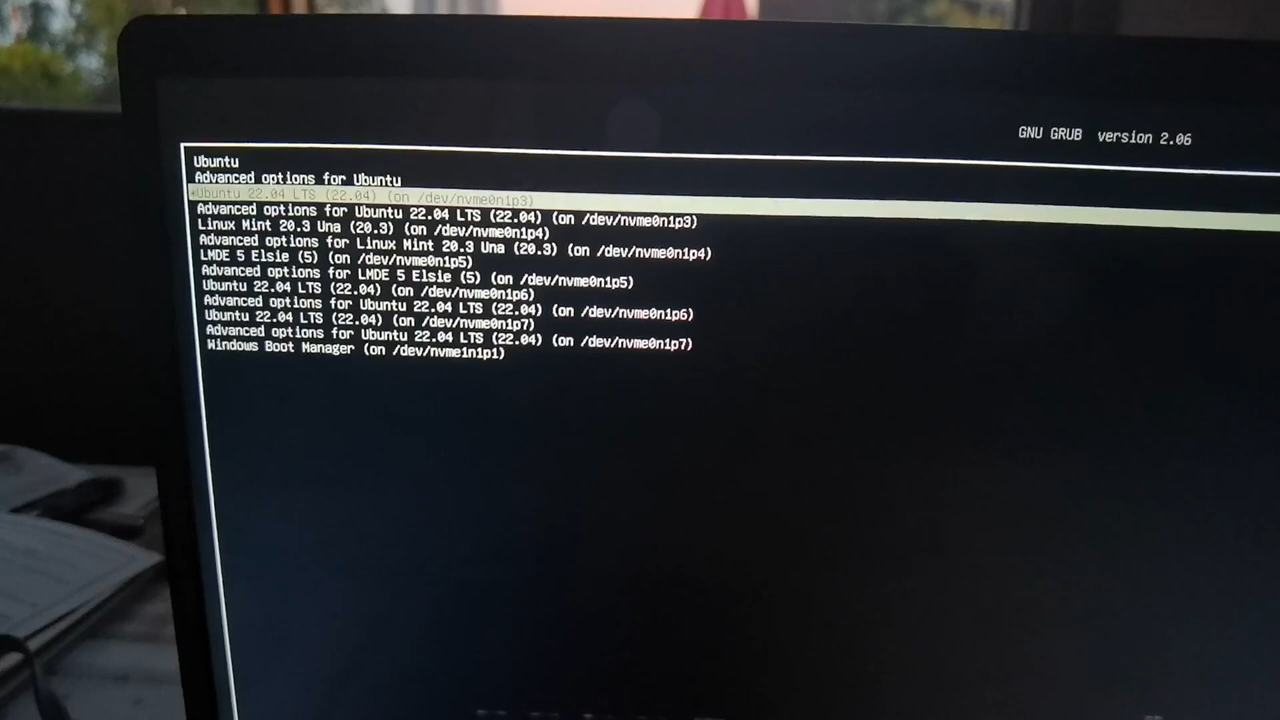 GNU GRUB version 2.06
Ubuntu
Advanced options for Ubuntu
*Ubuntu 22.04 LTS (22.04) (on /dev/nvme0n1p3)
Advanced options for Ubuntu 22.04 LTS (22.04) (on /dev/nvme0n1p3)
Linux Mint 20.3 Una (20.3) (on /dev/nvme0n1p4)
Advanced options for Linux Mint 20.3 Una (20.3) (on /dev/nvme0n1p4)
LMDE 5 Elsie (5) (on /dev/nvme0n1p5)
Advanced options for LMDE 5 Elsie (5) (on /dev/nvme0n1p5)
Ubuntu 22.04 LTS (22.04) (on /dev/nvme0n1p6)
Advanced options for Ubuntu 22.04 LTS (22.04) (on /dev/nvme0n1p6)
Ubuntu 22.04 LTS (22.04) (on /dev/nvme0n1p7)
Advanced options for Ubuntu 22.04 LTS (22.04) (on /dev/nvme0n1p7)
Windows Boot Manager (on /dev/nvme1n1p1)